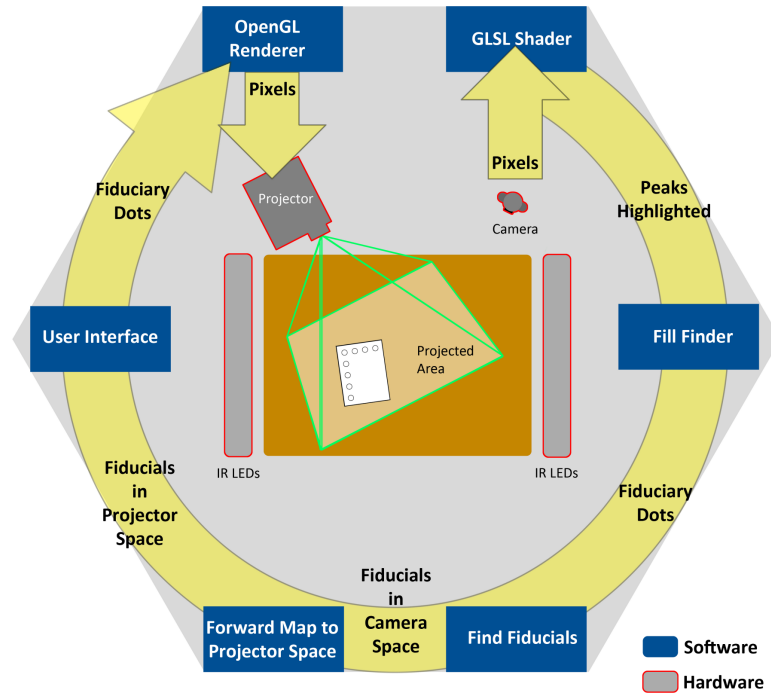 OpenGL
Renderer
GLSL Shader
Pixels
Pixels
Projector
Camera
Fiduciary
Dots
Peaks
Highlighted
User Interface
Fill Finder
Projected
Area
IR LEDs
IR LEDs
Fiducials
in
Projector
Space
Fiduciary
Dots
Fiducials
in
Camera
Space
Forward Map to
Projector Space
Find Fiducials
Software
Hardware